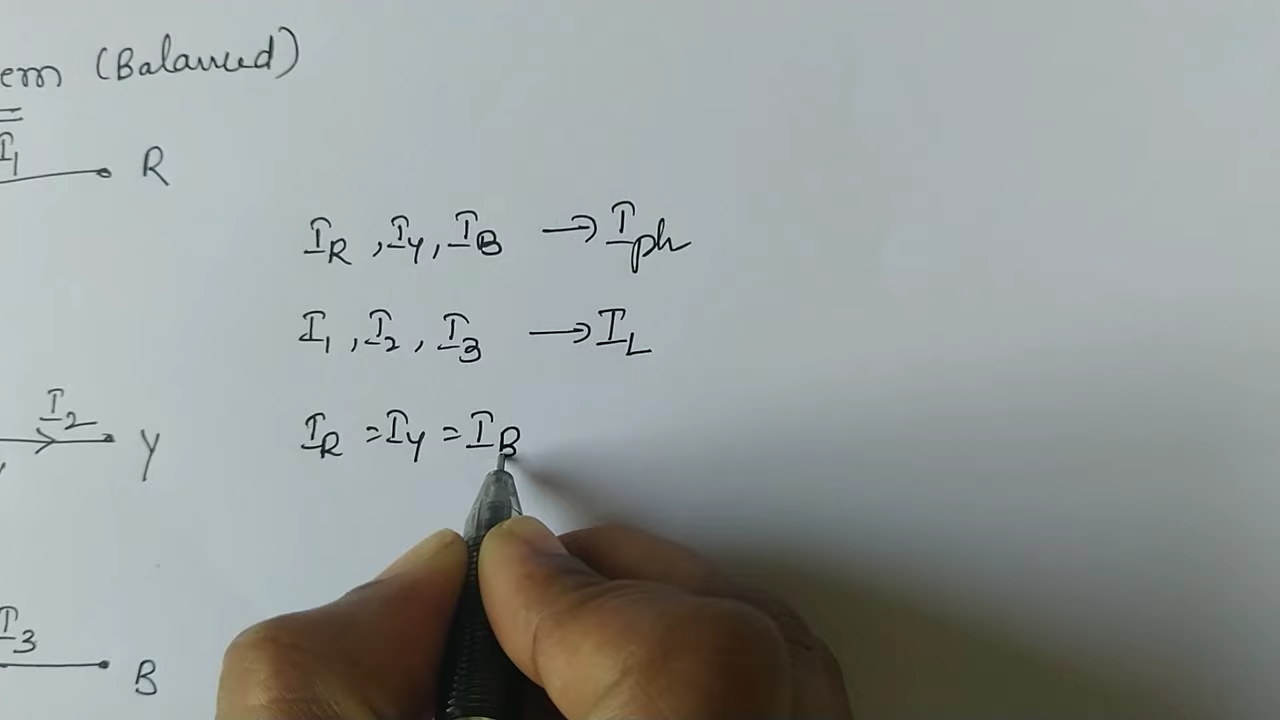 em (Balanced)
I1
R
IR, IY, IB → Iph
I1, I2, I3 → IL
I2
Y
IR = IY = IB
I3
B